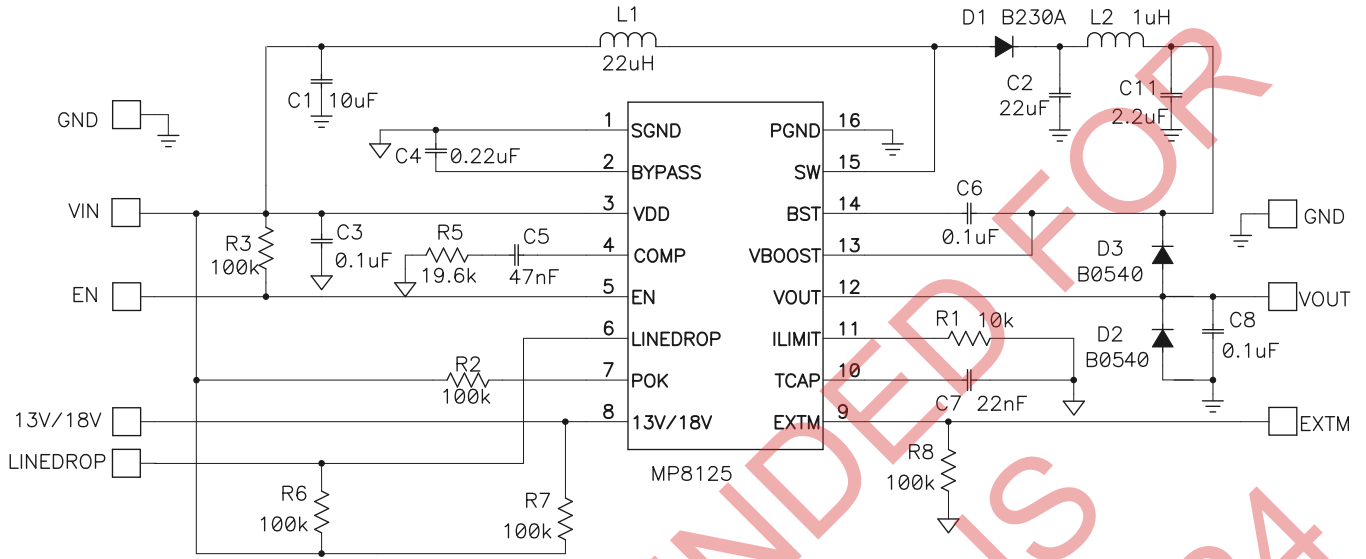 L1
22uH
D1 B230A
L2 1uH
C1 10uF
C2
22uF
C11
2.2uF
GND
1
SGND
PGND
16
C4 0.22uF
2
BYPASS
SW
15
VIN
3
VDD
BST
14
C6
0.1uF
GND
R3
100k
C3
0.1uF
R5
19.6k
C5
47nF
4
COMP
VBOOST
13
D3
B0540
EN
5
EN
VOUT
12
VOUT
6
LINEDROP
ILIMIT
11
R1 10k
D2
B0540
C8
0.1uF
R2
100k
7
POK
TCAP
10
C7 22nF
13V/18V
8
13V/18V
EXTM
9
EXTM
LINEDROP
MP8125
R8
100k
R6
100k
R7
100k
NDED FOR
IS
4